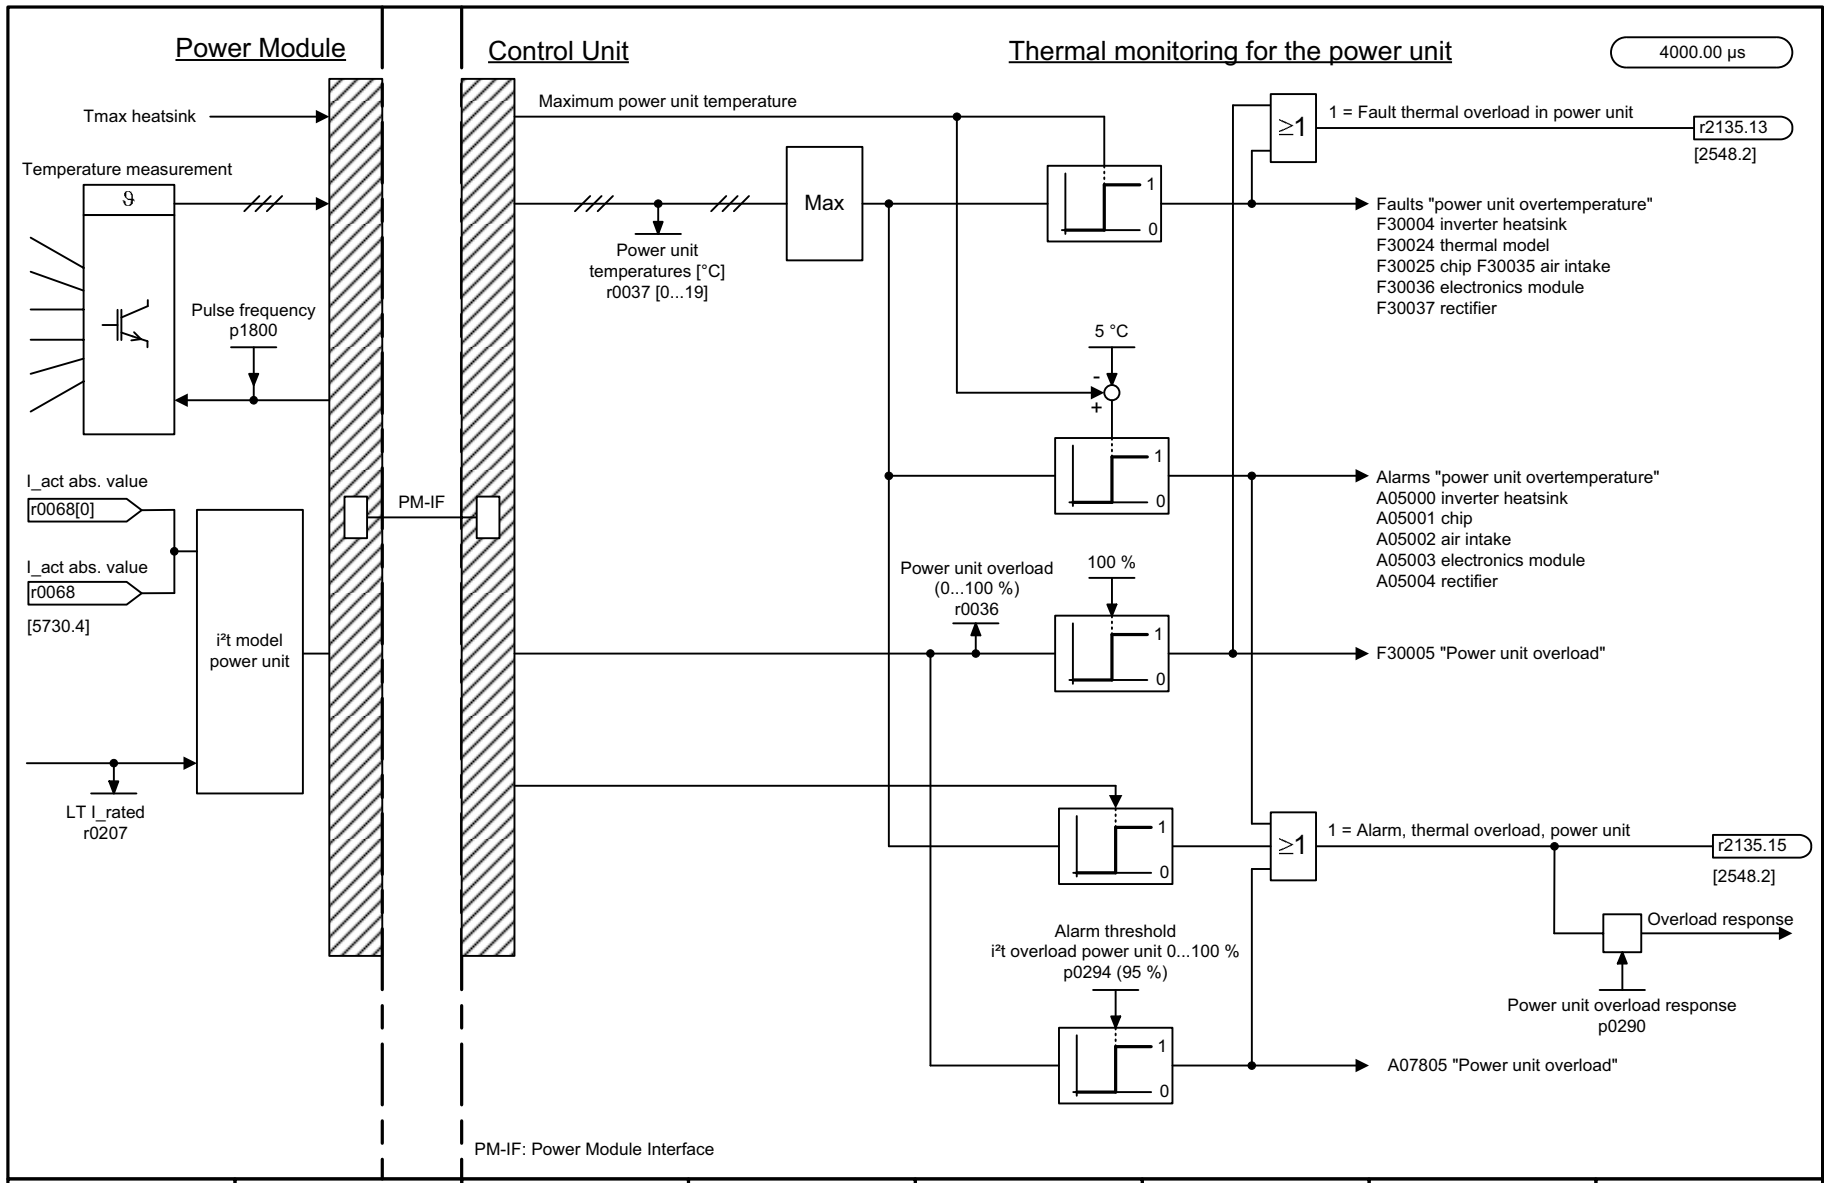 Power Module
Control Unit
Thermal monitoring for the power unit
4000.00 µs
Tmax heatsink
Maximum power unit temperature
≥1
1 = Fault thermal overload in power unit
r2135.13
[2548.2]
Temperature measurement
ϑ
Max
1
0
Power unit
temperatures [°C]
r0037 [0...19]
Faults "power unit overtemperature"
F30004 inverter heatsink
F30024 thermal model
F30025 chip F30035 air intake
F30036 electronics module
F30037 rectifier
Pulse frequency
p1800
5 °C
-
+
1
0
I_act abs. value
r0068[0]
I_act abs. value
r0068
[5730.4]
PM-IF
Alarms "power unit overtemperature"
A05000 inverter heatsink
A05001 chip
A05002 air intake
A05003 electronics module
A05004 rectifier
Power unit overload
(0...100 %)
r0036
100 %
1
0
F30005 "Power unit overload"
i²t model
power unit
LT I_rated
r0207
1
0
≥1
1 = Alarm, thermal overload, power unit
r2135.15
[2548.2]
Overload response
Power unit overload response
p0290
Alarm threshold
i²t overload power unit 0...100 %
p0294 (95 %)
1
0
A07805 "Power unit overload"
PM-IF: Power Module Interface